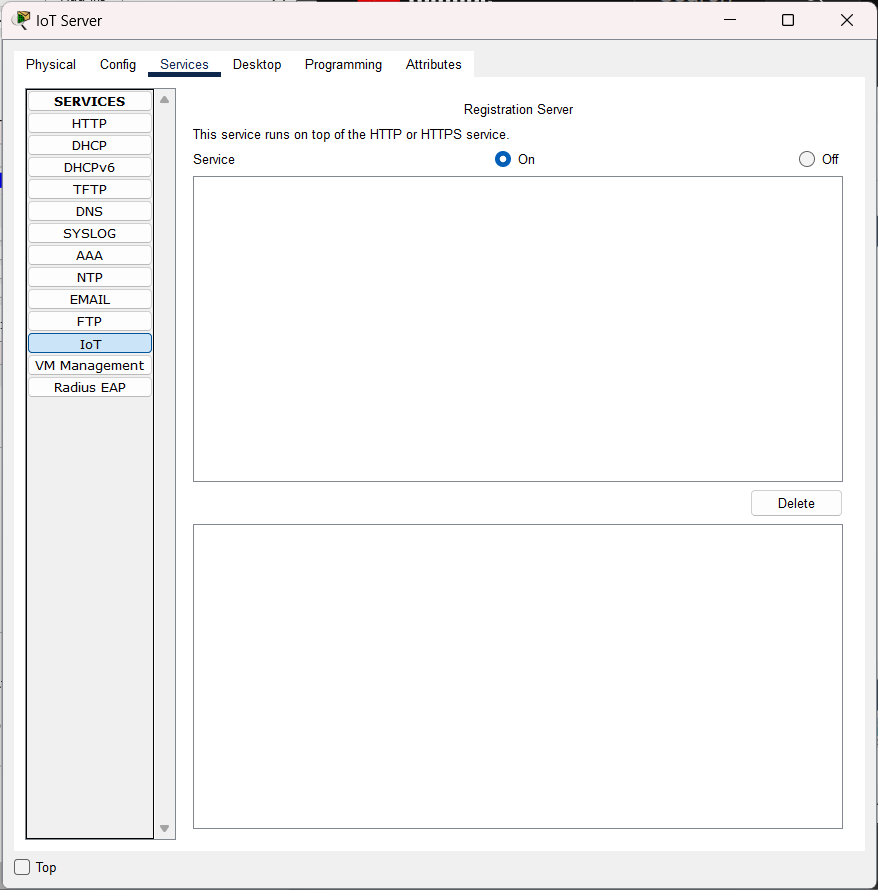 IoT Server
Physical Config Services Desktop Programming Attributes
SERVICES
HTTP
DHCP
DHCPv6
TFTP
DNS
SYSLOG
AAA
NTP
EMAIL
FTP
IoT
VM Management
Radius EAP
Registration Server
This service runs on top of the HTTP or HTTPS service.
Service On Off
Delete
Top